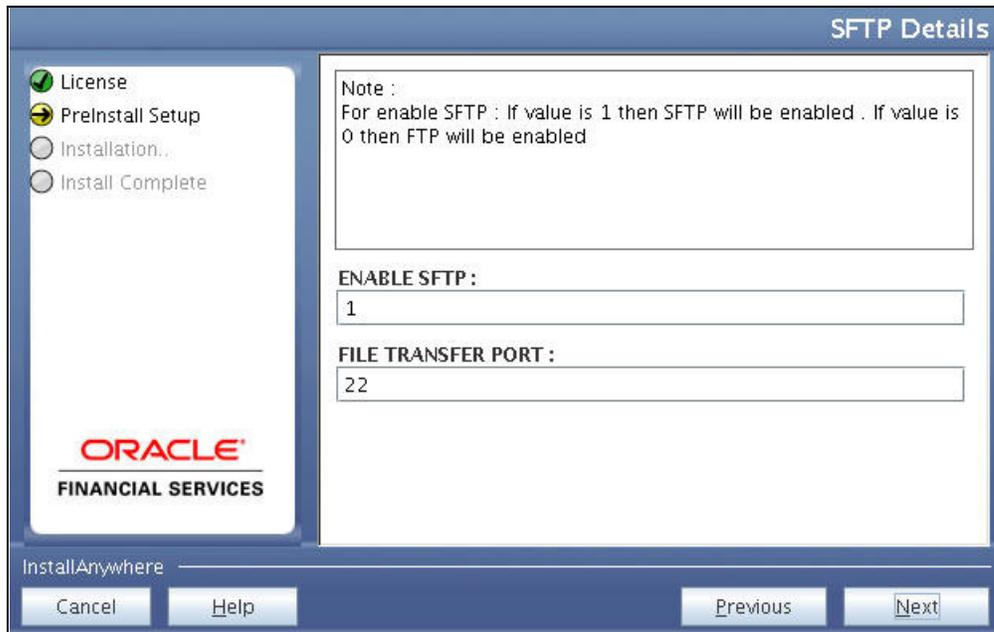 SFTP Details
License
PreInstall Setup
Installation..
Install Complete
ORACLE®
FINANCIAL SERVICES
Note :
For enable SFTP : If value is 1 then SFTP will be enabled . If value is
0 then FTP will be enabled
ENABLE SFTP :
1
FILE TRANSFER PORT :
22
InstallAnywhere
Cancel
Help
Previous
Next